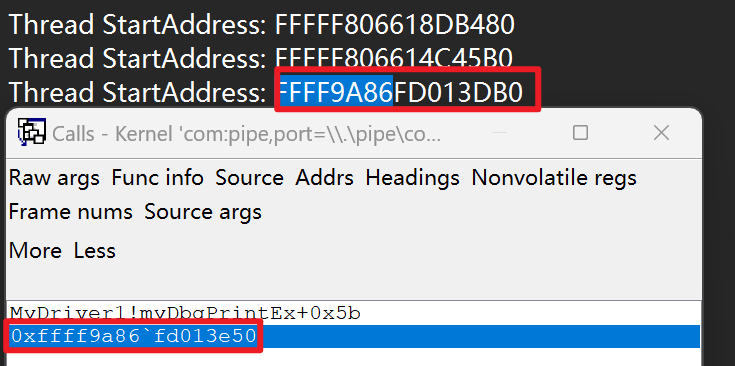 Thread StartAddress: FFFFF806618DB480
Thread StartAddress: FFFFF806614C45B0
Thread StartAddress: FFFF9A86FD013DB0
Calls - Kernel 'com:pipe,port=\\.\pipe\co...
Raw args Func info Source Addrs Headings Nonvolatile regs
Frame nums Source args
More Less
MyDriver1!myDbgPrintEx+0x5b
0xffff9a86`fd013e50